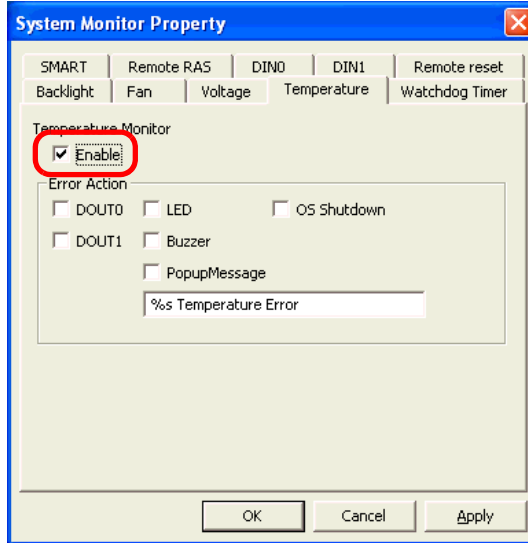 System Monitor Property
SMART Remote RAS DIN0 DIN1 Remote reset
Backlight Fan Voltage Temperature Watchdog Timer
Temperature Monitor
Enable
Error Action
DOUT0 LED OS Shutdown
DOUT1 Buzzer
PopupMessage
%s Temperature Error
OK Cancel Apply